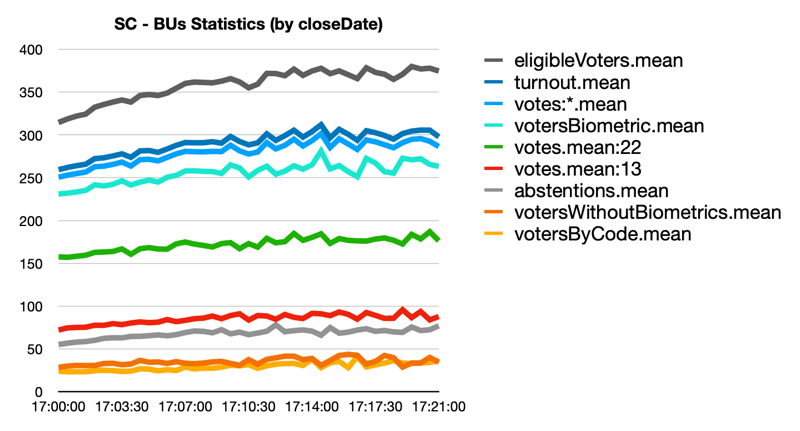 SC - BUs Statistics (by closeDate)
400
350
300
250
200
150
100
50
0
17:00:00 17:03:30 17:07:00 17:10:30 17:14:00 17:17:30 17:21:00
eligibleVoters.mean
turnout.mean
votes:*.mean
votersBiometric.mean
votes.mean:22
votes.mean:13
abstentions.mean
votersWithoutBiometrics.mean
votersByCode.mean